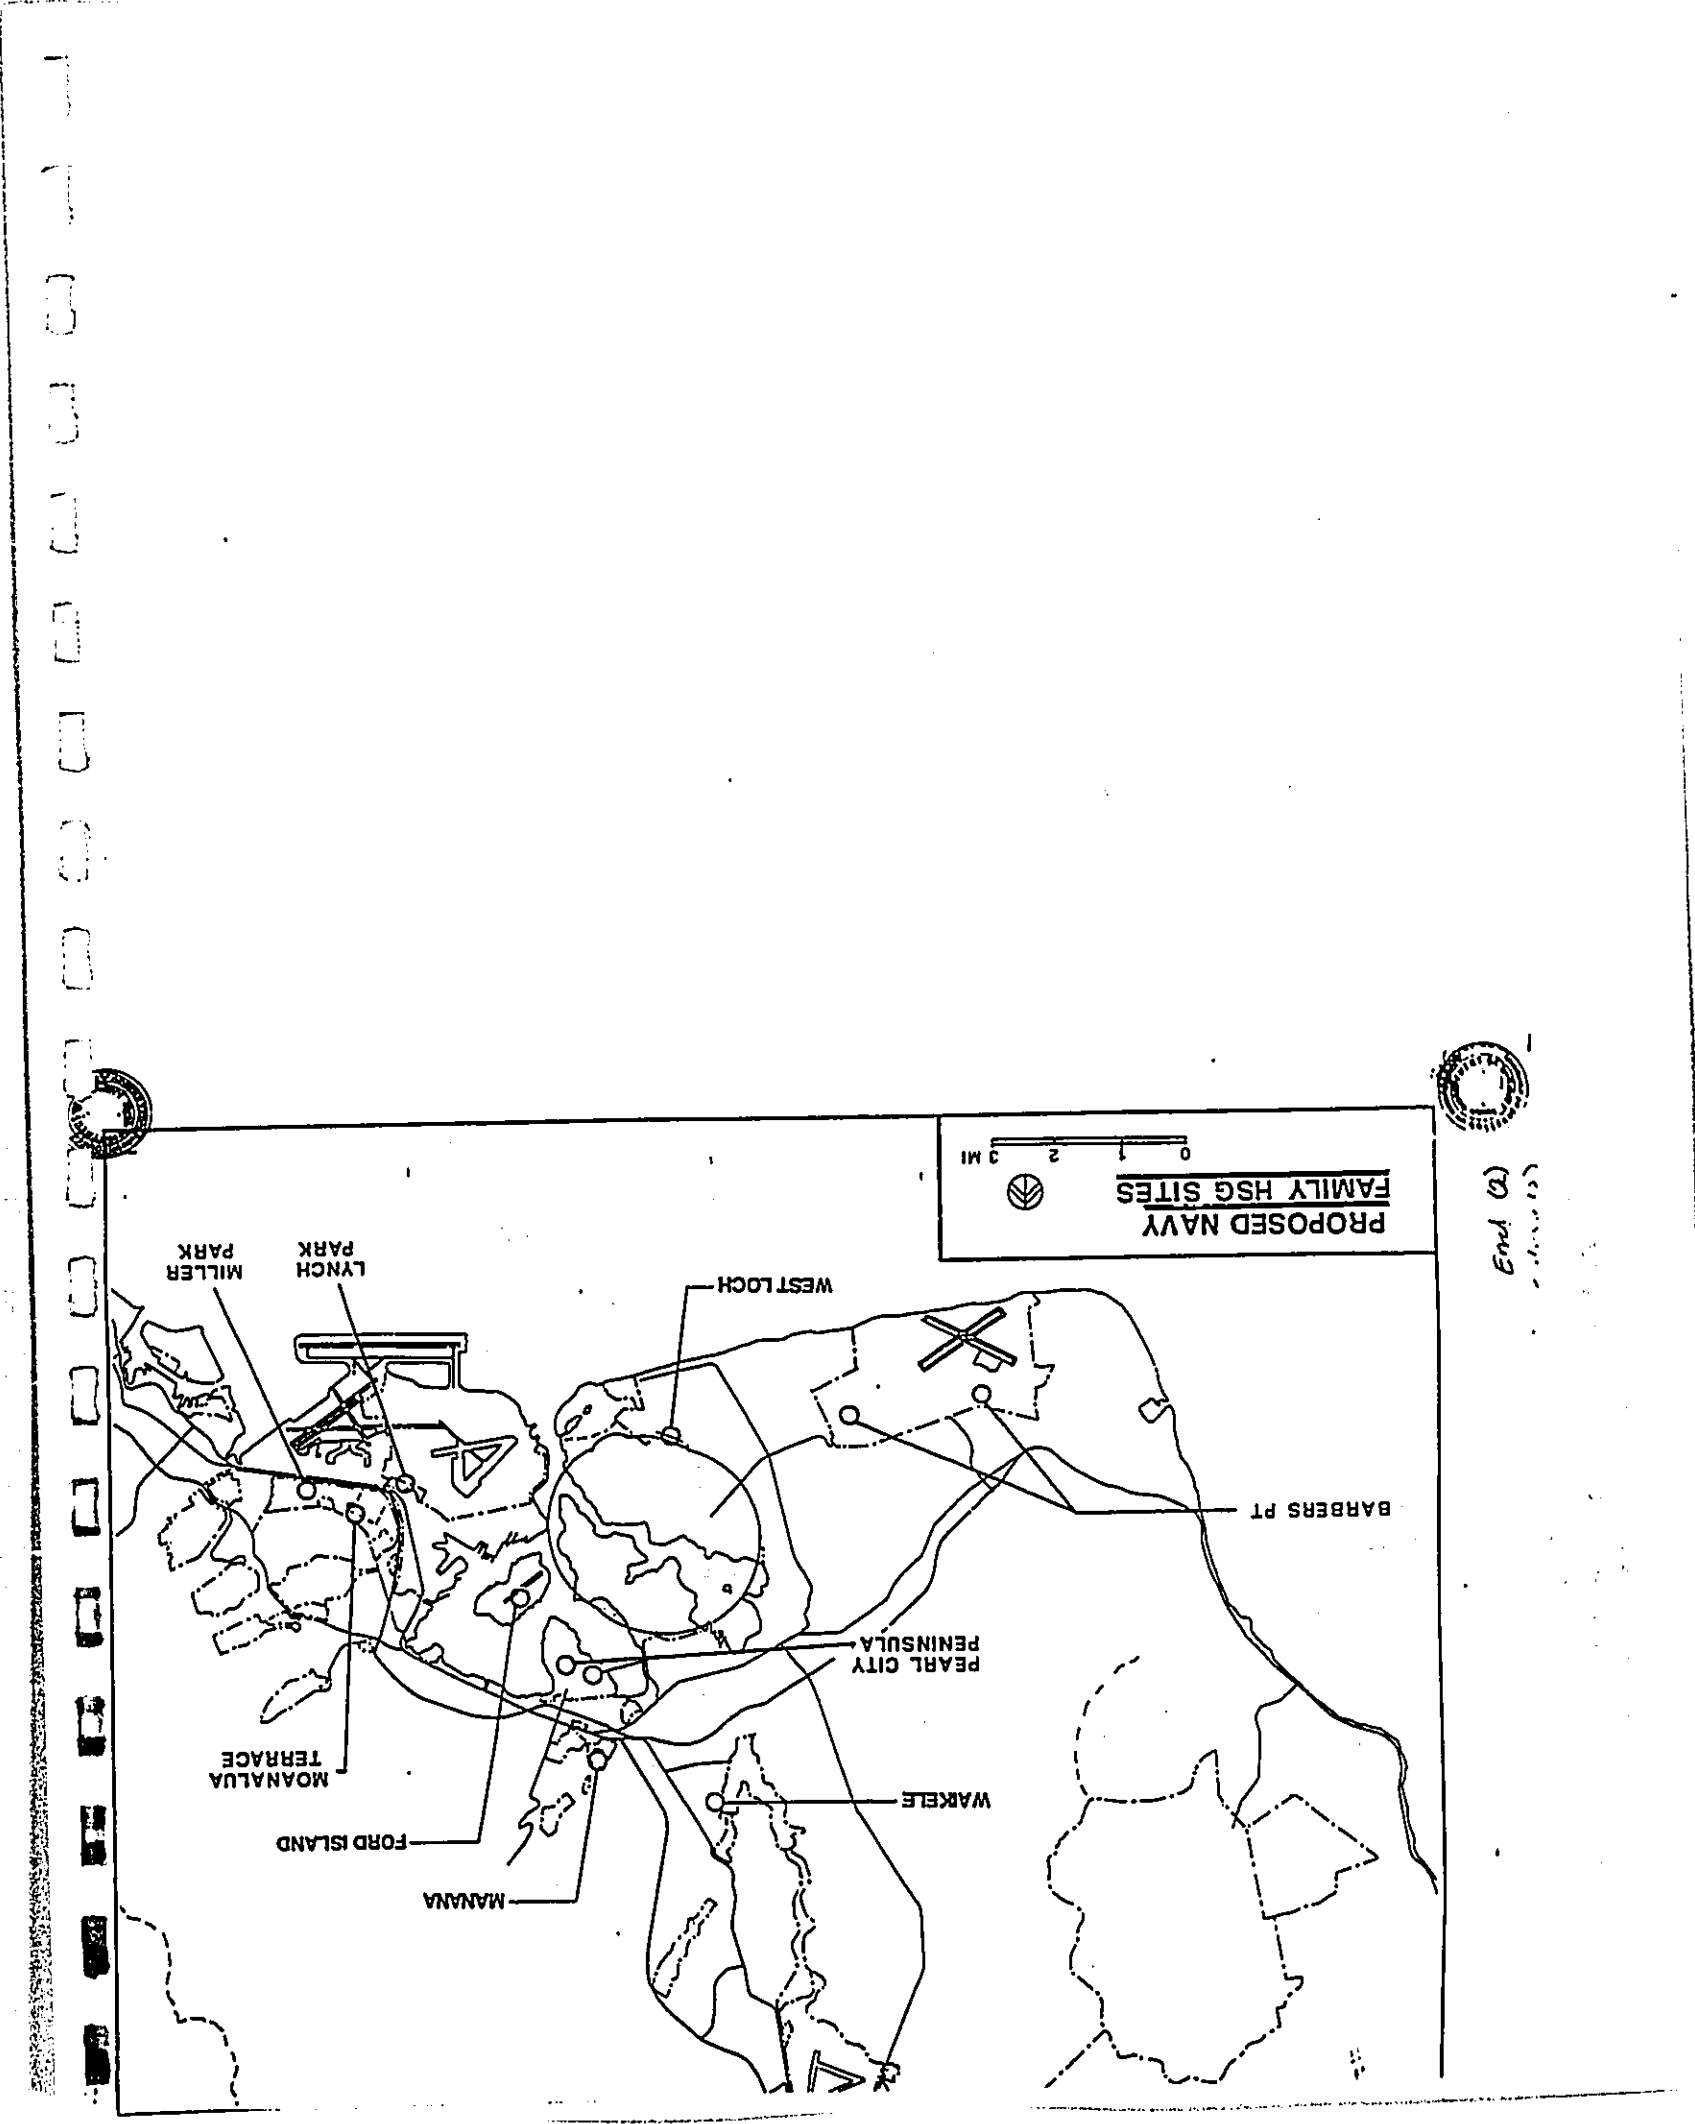 WAIKELE
MANANA
FORD ISLAND
MOANALUA
TERRACE
PEARL CITY
PENINSULA
BARBERS PT
WEST LOCH
LYNCH
PARK
MILLER
PARK
PROPOSED NAVY
FAMILY HSG SITES
0 1 2 3 MI
Encl (2)